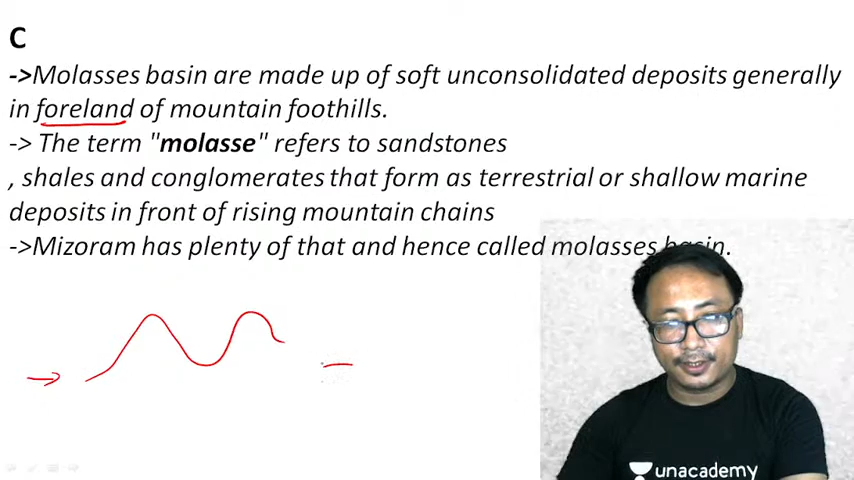 C
->Molasses basin are made up of soft unconsolidated deposits generally
in foreland of mountain foothills.
-> The term "molasse" refers to sandstones
, shales and conglomerates that form as terrestrial or shallow marine
deposits in front of rising mountain chains
->Mizoram has plenty of that and hence called molasses basin.
unacademy